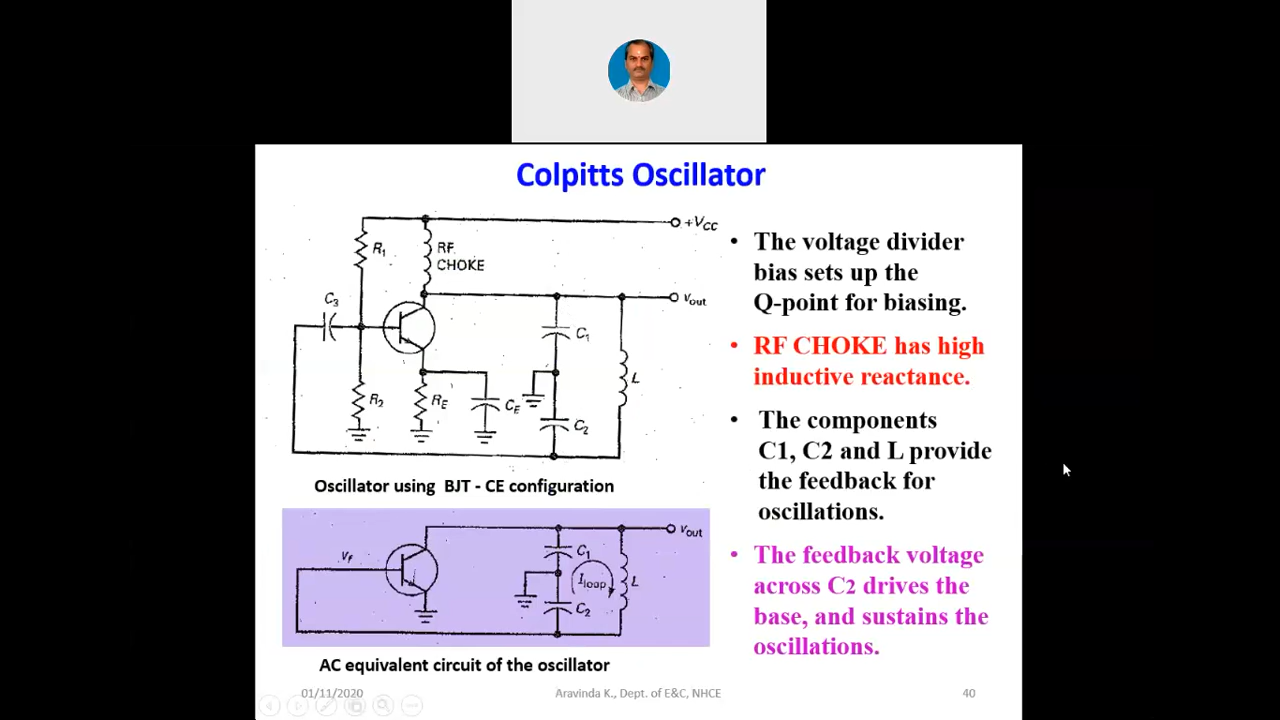 Colpitts Oscillator
+VCC
R1
RF
CHOKE
C3
Vout
C1
L
R2
RE
CE
C2
Oscillator using BJT - CE configuration
Vf
Vout
C1
Iloop
L
C2
AC equivalent circuit of the oscillator
• The voltage divider
bias sets up the
Q-point for biasing.
• RF CHOKE has high
inductive reactance.
• The components
C1, C2 and L provide
the feedback for
oscillations.
• The feedback voltage
across C2 drives the
base, and sustains the
oscillations.
01/11/2020
Aravinda K., Dept. of E&C, NHCE
40